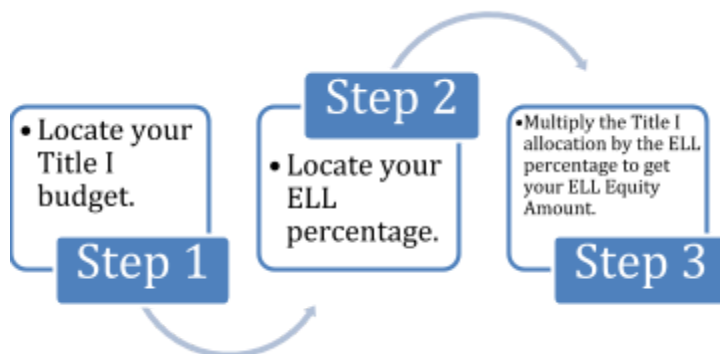 • Locate your
Title I
budget.
Step 1
Step 2
• Locate your
ELL
percentage.
•Multiply the Title I
allocation by the ELL
percentage to get
your ELL Equity
Amount.
Step 3